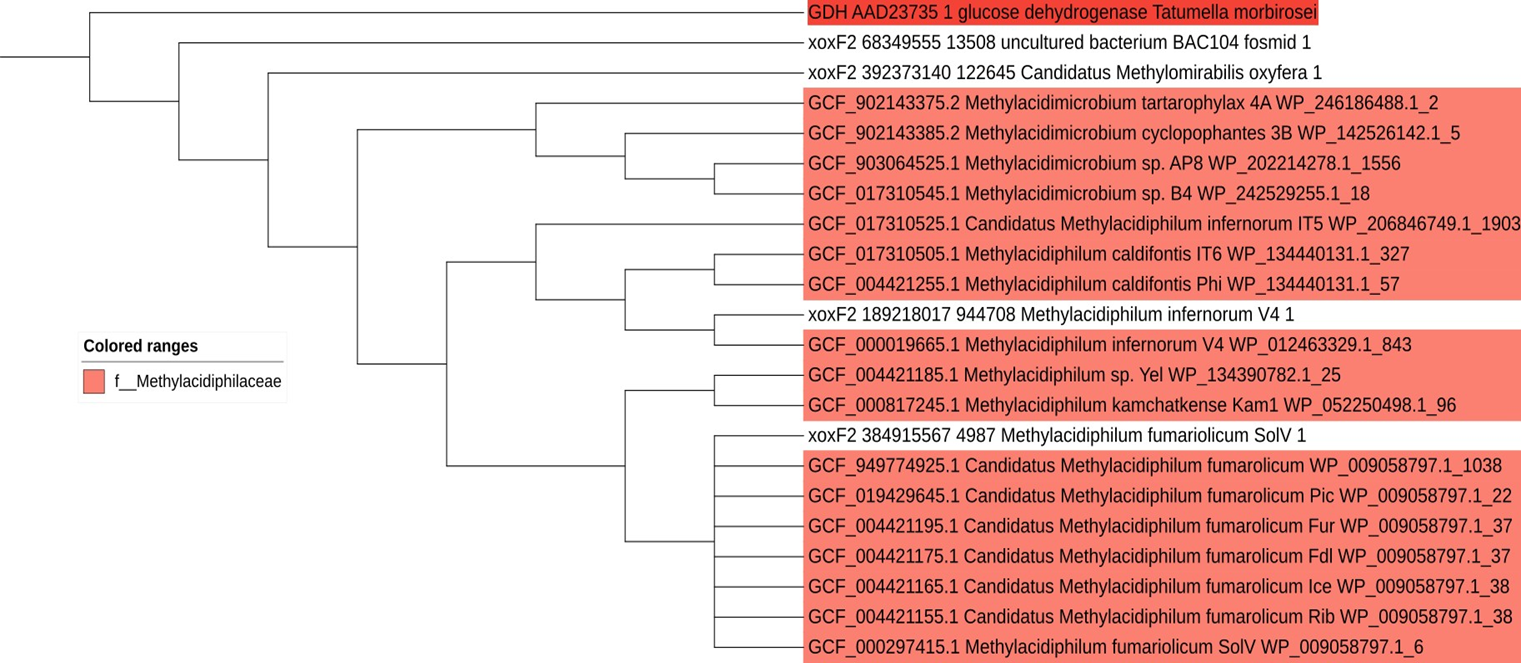 GDH AAD23735 1 glucose dehydrogenase Tatumella morbirosei
xoxF2 68349555 13508 uncultured bacterium BAC104 fosmid 1
xoxF2 392373140 122645 Candidatus Methylomirabilis oxyfera 1
GCF_902143375.2 Methylacidimicrobium tartarophylax 4A WP_246186488.1_2
GCF_902143385.2 Methylacidimicrobium cyclopophantes 3B WP_142526142.1_5
GCF_903064525.1 Methylacidimicrobium sp. AP8 WP_202214278.1_1556
GCF_017310545.1 Methylacidimicrobium sp. B4 WP_242529255.1_18
GCF_017310525.1 Candidatus Methylacidiphilum infernorum IT5 WP_206846749.1_1903
GCF_017310505.1 Methylacidiphilum caldifontis IT6 WP_134440131.1_327
GCF_004421255.1 Methylacidiphilum caldifontis Phi WP_134440131.1_57
xoxF2 189218017 944708 Methylacidiphilum infernorum V4 1
GCF_000019665.1 Methylacidiphilum infernorum V4 WP_012463329.1_843
GCF_004421185.1 Methylacidiphilum sp. Yel WP_134390782.1_25
GCF_000817245.1 Methylacidiphilum kamchatkense Kam1 WP_052250498.1_96
xoxF2 384915567 4987 Methylacidiphilum fumariolicum SolV 1
GCF_949774925.1 Candidatus Methylacidiphilum fumarolicum WP_009058797.1_1038
GCF_019429645.1 Candidatus Methylacidiphilum fumarolicum Pic WP_009058797.1_22
GCF_004421195.1 Candidatus Methylacidiphilum fumarolicum Fur WP_009058797.1_37
GCF_004421175.1 Candidatus Methylacidiphilum fumarolicum Fdl WP_009058797.1_37
GCF_004421165.1 Candidatus Methylacidiphilum fumarolicum Ice WP_009058797.1_38
GCF_004421155.1 Candidatus Methylacidiphilum fumarolicum Rib WP_009058797.1_38
GCF_000297415.1 Methylacidiphilum fumariolicum SolV WP_009058797.1_6
Colored ranges
f__Methylacidiphilaceae